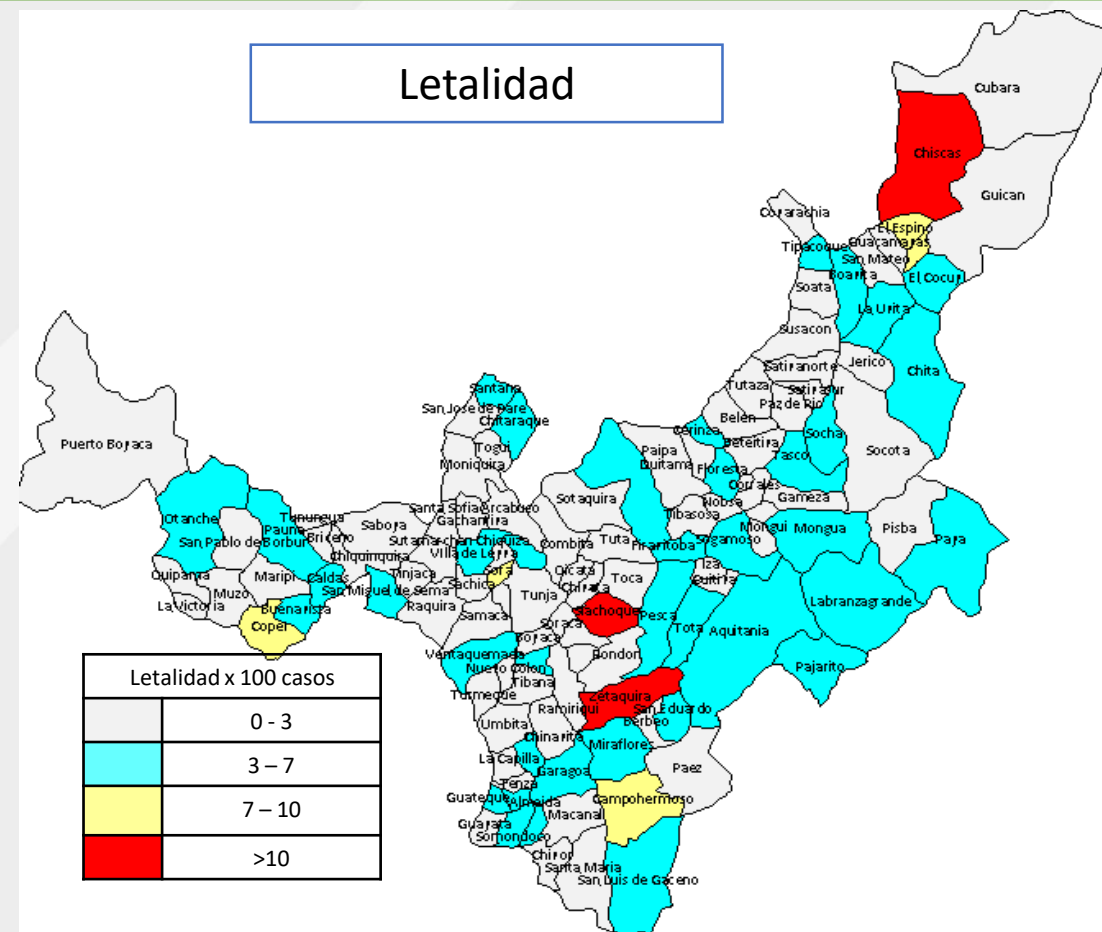 Letalidad
Cubara
Chiscas
Guican
Covarachia
El Espino
Tipacoque
Guacamaras
San Mateo
Boavita
El Cocuy
Soata
La Uvita
Susacon
Jerico
Chita
Sativanorte
Tutaza
Sativasur
Paz de Rio
Belen
Socha
Cerinza
Beteitiva
Socota
Santana
San Jose de Pare
Chitaraque
Togui
Moniquira
Puerto Boyaca
Paipa
Duitama
Floresta
Tasco
Corrales
Gameza
Sotaquira
Nobsa
Tibasosa
Mongui
Mongua
Pisba
Paya
Otanche
Pauna
Tunungua
Briceno
Saboya
Santa Sofia
Arcabuco
Gachantiva
San Pablo de Borbur
Chiquinquira
Sutamarchan
Chiquiza
Villa de Leyva
Combita
Tuta
Firavitoba
Sogamoso
Iza
Cuitiva
Quipama
Maripi
Caldas
San Miguel de Sema
Tinjaca
Sora
Oicata
Chivata
Toca
Muzo
La Victoria
Raquira
Sachica
Tunja
Labranzagrande
Buenavista
Coper
Samaca
Siachoque
Soraca
Pesca
Tota
Aquitania
Boyaca
Rondon
Ventaquemada
Nuevo Colon
Tibana
Pajarito
Zetaquira
Turmeque
Ramiriqui
San Eduardo
Berbeo
Umbita
Chinavita
Miraflores
La Capilla
Garagoa
Paez
Tenza
Guateque
Almeida
Campohermoso
Macanal
Guayata
Somondoco
Chivor
Santa Maria
San Luis de Gaceno
Letalidad x 100 casos
0 - 3
3 – 7
7 – 10
>10